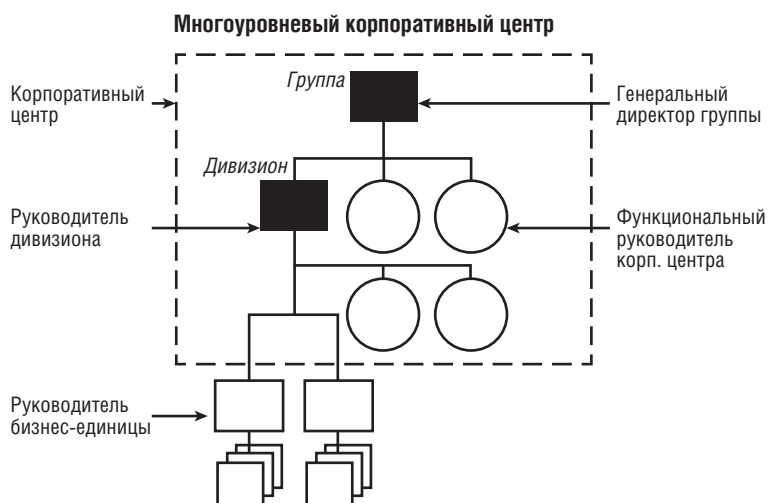 Многоуровневый корпоративный центр
Группа
Корпоративный
центр
Генеральный
директор группы
Дивизион
Руководитель
дивизиона
Функциональный
руководитель
корп. центра
Руководитель
бизнес-единицы